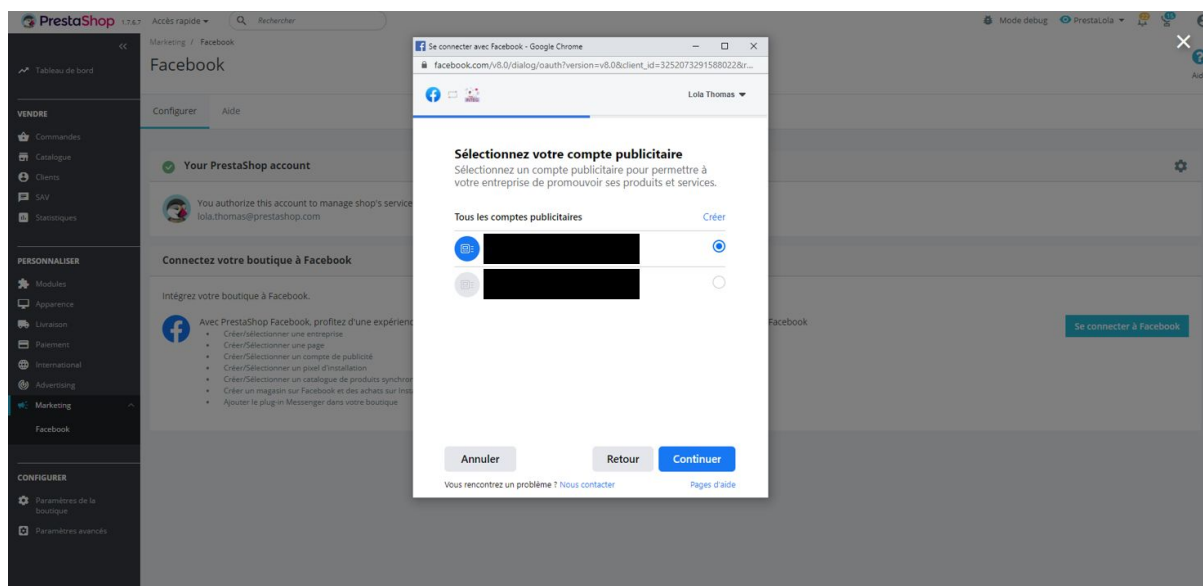 PrestaShop 1.7.6.7 Accès rapide Rechercher Mode debug PrestaLola
Marketing / Facebook
Facebook
Configurer Aide
Tableau de bord
VENDRE
Commandes
Catalogue
Clients
SAV
Statistiques
PERSONNALISER
Modules
Apparence
Livraison
Paiement
International
Advertising
Marketing
Facebook
CONFIGURER
Paramètres de la
boutique
Paramètres avancés
Your PrestaShop account
You authorize this account to manage shop's service
lola.thomas@prestashop.com
Connectez votre boutique à Facebook
Intégrez votre boutique à Facebook.
Avec PrestaShop Facebook, profitez d'une expérienc
Facebook
Créer/sélectionner une entreprise
Créer/Sélectionner une page
Créer/Sélectionner un compte de publicité
Créer/Sélectionner un pixel d'installation
Créer/Sélectionner un catalogue de produits synchron
Créer un magasin sur Facebook et des achats sur Insta
Ajouter le plug-in Messenger dans votre boutique
Se connecter à Facebook
Se connecter avec Facebook - Google Chrome
facebook.com/v8.0/dialog/oauth?version=v8.0&client_id=3252073291588022&r...
Lola Thomas
Sélectionnez votre compte publicitaire
Sélectionnez un compte publicitaire pour permettre à
votre entreprise de promouvoir ses produits et services.
Tous les comptes publicitaires Créer
Annuler Retour Continuer
Vous rencontrez un problème ? Nous contacter Pages d'aide